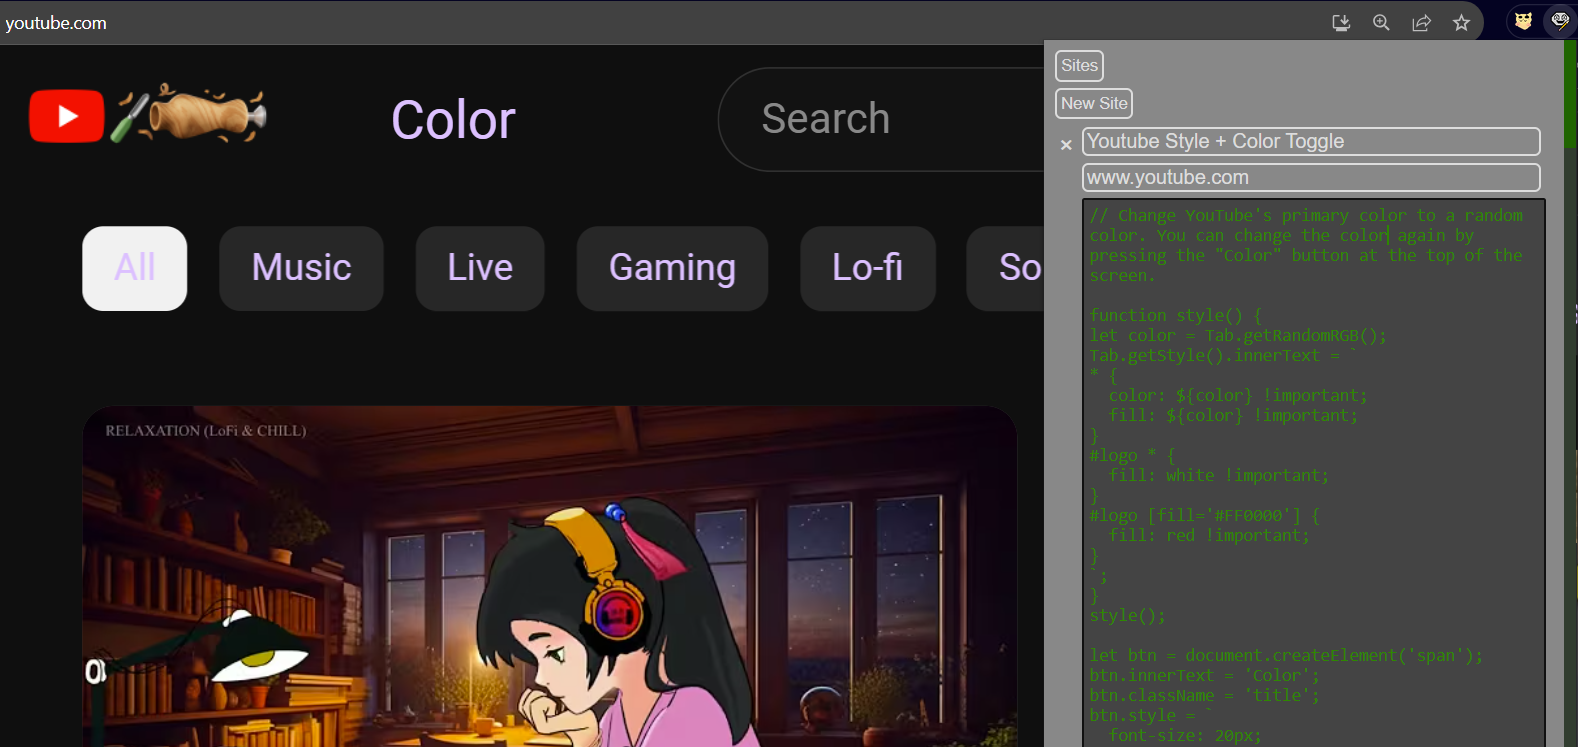 youtube.com
Color
Search
All
Music
Live
Gaming
Lo-fi
So
RELAXATION (LoFi & CHILL)
Sites
New Site
× Youtube Style + Color Toggle
www.youtube.com
// Change YouTube's primary color to a random
color. You can change the color again by
pressing the "Color" button at the top of the
screen.
function style() {
let color = Tab.getRandomRGB();
Tab.getStyle().innerText = `
* {
color: ${color} !important;
fill: ${color} !important;
}
#logo * {
fill: white !important;
}
#logo [fill='#FF0000'] {
fill: red !important;
}
`;
}
style();
let btn = document.createElement('span');
btn.innerText = 'Color';
btn.className = 'title';
btn.style = `
font-size: 20px;